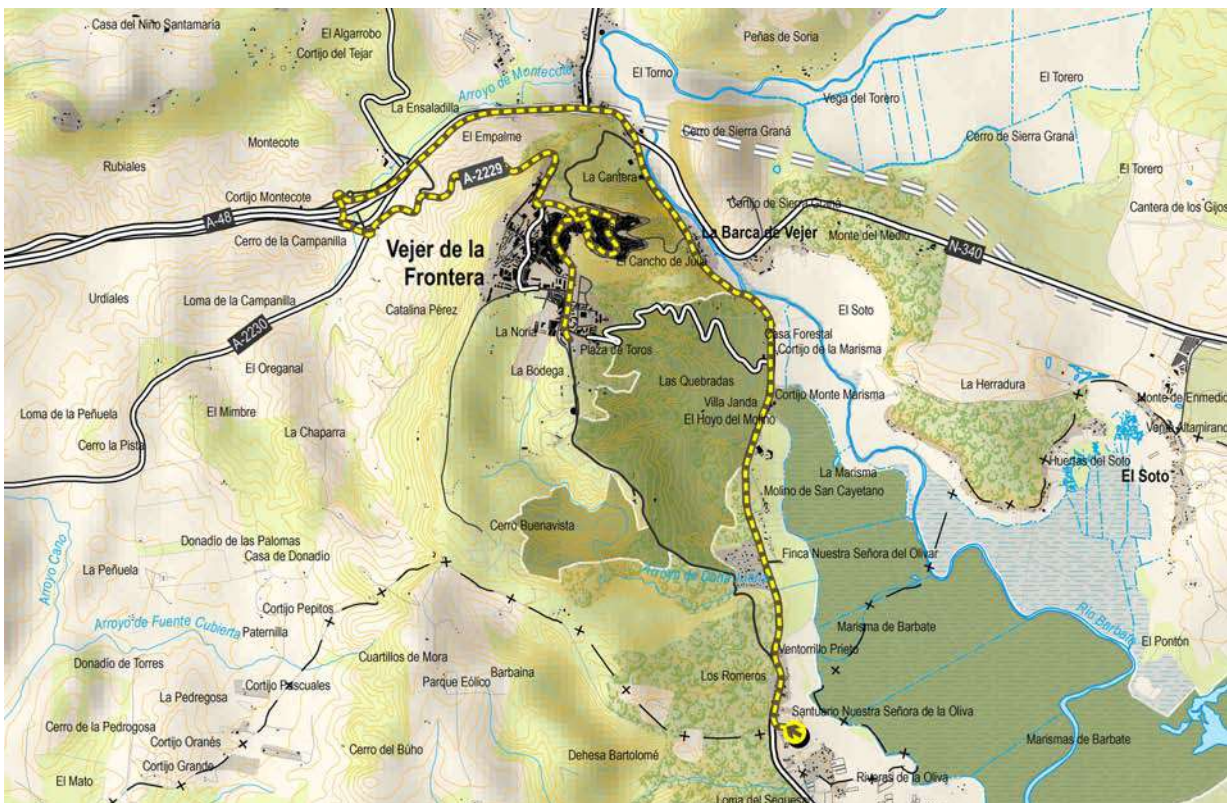 Casa del Niño Santamaría
El Algarrobo
Cortijo del Tejar
Peñas de Soria
El Torno
El Torero
Vega del Torero
Arroyo de Montecote
La Ensaladilla
Cerro de Sierra Graná
Cerro de Sierra Graná
El Empalme
Montecote
Rubiales
El Torero
A-2229
La Cantera
Cortijo Montecote
Cortijo de Sierra Graná
Cantera de los Gijos
A-48
Cerro de la Campanilla
La Barca de Vejer
Monte del Medio
N-340
Vejer de la
Frontera
El Cancho de Julia
Urdiales
Loma de la Campanilla
Catalina Pérez
El Soto
A-2230
La Noria
Casa Forestal
Plaza de Toros
Cortijo de la Marisma
El Oreganal
La Bodega
Las Quebradas
La Herradura
Villa Janda
Cortijo Monte Marisma
Monte de Enmedio
Loma de la Peñuela
El Mimbre
El Hoyo del Molino
La Chaparra
Cerro la Pista
Huertas del Soto
La Marisma
El Soto
Molino de San Cayetano
Cerro Buenavista
Donadío de las Palomas
Casa de Donadío
Finca Nuestra Señora del Olivar
La Peñuela
Arroyo Cano
Cortijo Pepitos
Río Barbate
Arroyo de Fuente Cubierta
Paternilla
Marisma de Barbate
El Pontón
Ventorrillo Prieto
Cuartillos de Mora
Donadío de Torres
Barbaina
Los Romeros
Parque Eólico
Cortijo Pascuales
La Pedregosa
Santuario Nuestra Señora de la Oliva
Cerro de la Pedrogosa
Cortijo Oranés
Marismas de Barbate
Cerro del Búho
Dehesa Bartolomé
Cortijo Grande
El Mato
Riveras de la Oliva